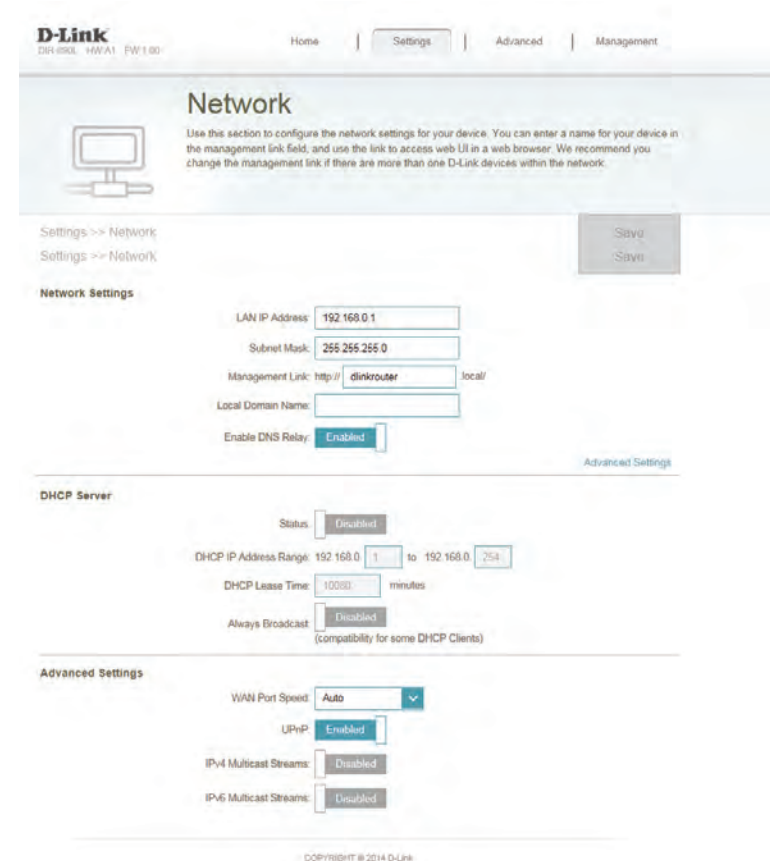 D-Link
DIR-890L HW:A1 FW:1.00
Home | Settings | Advanced | Management
Network
Use this section to configure the network settings for your device. You can enter a name for your device in
the management link field, and use the link to access web UI in a web browser. We recommend you
change the management link if there are more than one D-Link devices within the network.
Settings >> Network Save
Settings >> Network Save
Network Settings
LAN IP Address: 192.168.0.1
Subnet Mask: 255.255.255.0
Management Link: http:// dlinkrouter .local/
Local Domain Name:
Enable DNS Relay: Enabled
Advanced Settings
DHCP Server
Status: Disabled
DHCP IP Address Range: 192.168.0. 1 to 192.168.0. 254
DHCP Lease Time: 10080 minutes
Always Broadcast: Disabled
(compatibility for some DHCP Clients)
Advanced Settings
WAN Port Speed: Auto
UPnP: Enabled
IPv4 Multicast Streams: Disabled
IPv6 Multicast Streams: Disabled
COPYRIGHT © 2014 D-Link